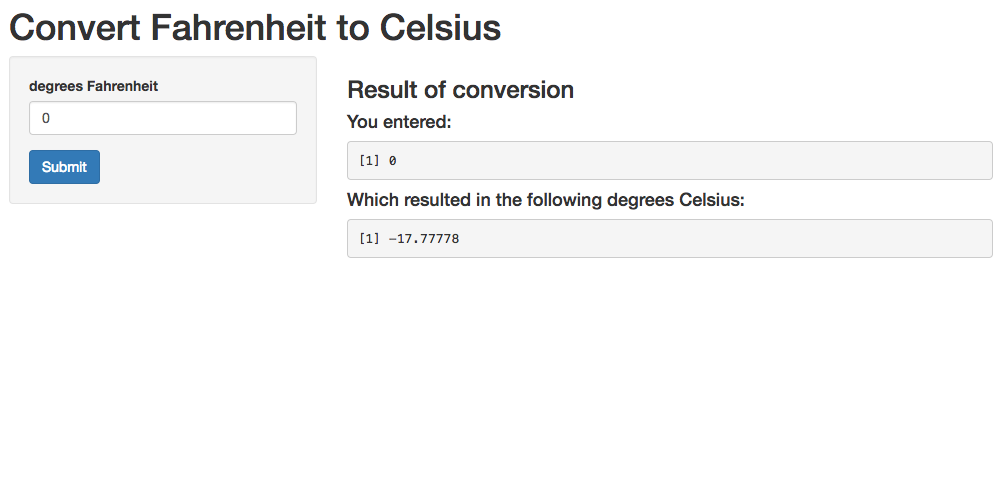 Convert Fahrenheit to Celsius
degrees Fahrenheit
0
Submit
Result of conversion
You entered:
[1] 0
Which resulted in the following degrees Celsius:
[1] -17.77778